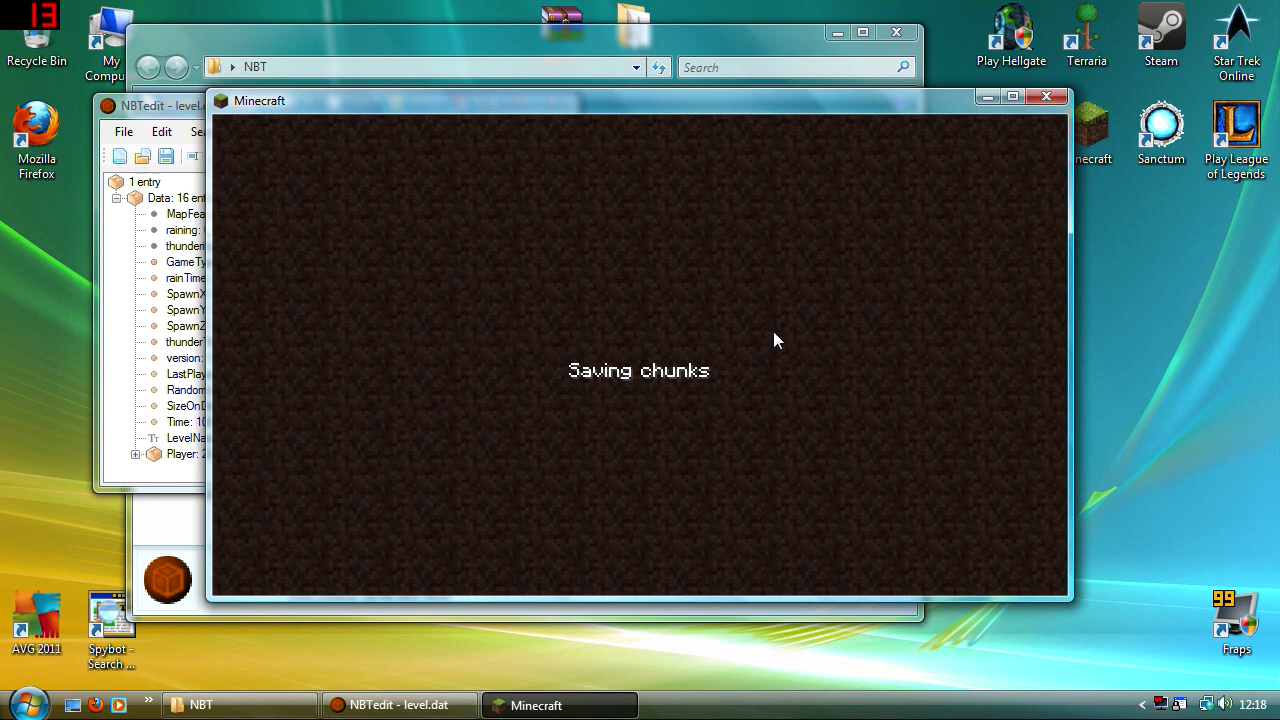 13
Recycle Bin
My
Compu
Mozilla
Firefox
AVG 2011
Spybot -
Search ...
NBT
Search
NBTedit - level.
File Edit Se
1 entry
Data: 16 ent
MapFea
raining:
thunderi
GameTy
rainTime
SpawnX
SpawnY
SpawnZ
thunder
version:
LastPlay
Random
SizeOnD
Time: 10
LevelNa
Player: 2
Minecraft
Saving chunks
Play Hellgate
Terraria
Steam
Star Trek
Online
necraft
Sanctum
Play League
of Legends
99
Fraps
NBT
NBTedit - level.dat
Minecraft
12:18